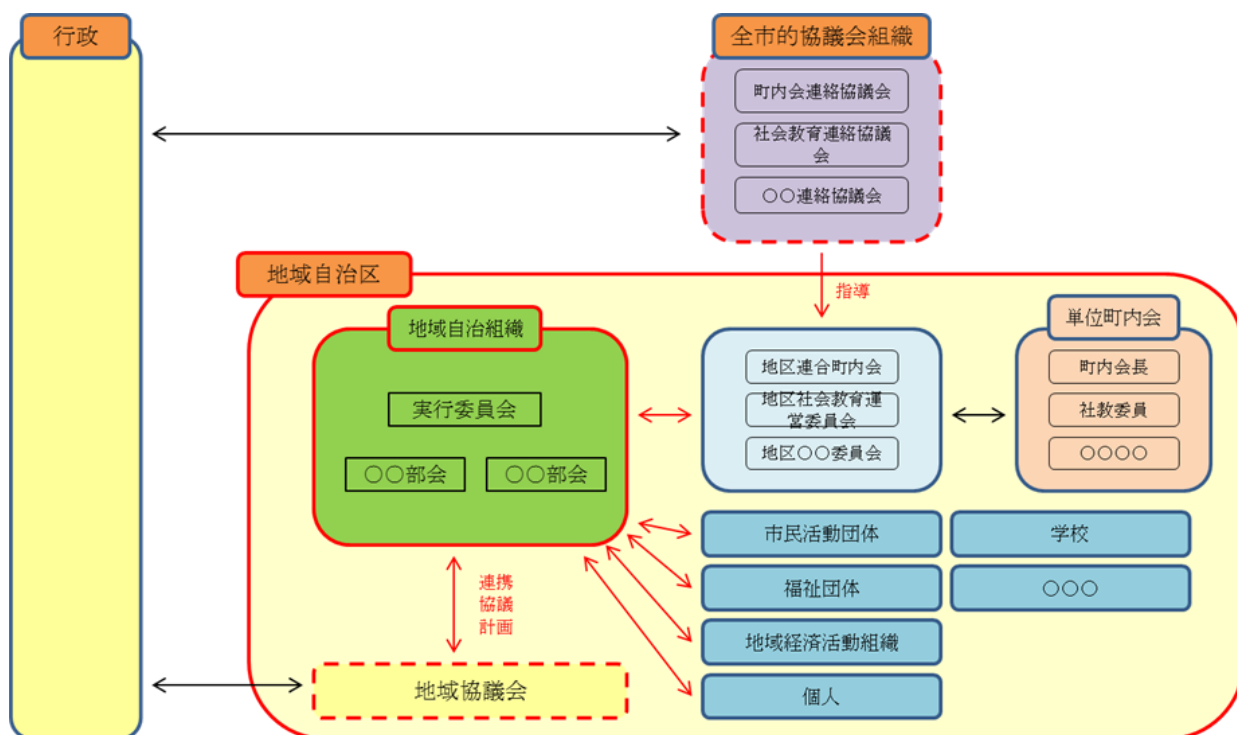 行政
全市的協議会組織
町内会連絡協議会
社会教育連絡協議
会
○○連絡協議会
地域自治区
指導
地域自治組織
実行委員会
○○部会
○○部会
地区連合町内会
地区社会教育運
営委員会
地区○○委員会
単位町内会
町内会長
社教委員
○○○○
連携
協議
計画
市民活動団体
学校
福祉団体
○○○
地域経済活動組織
個人
地域協議会